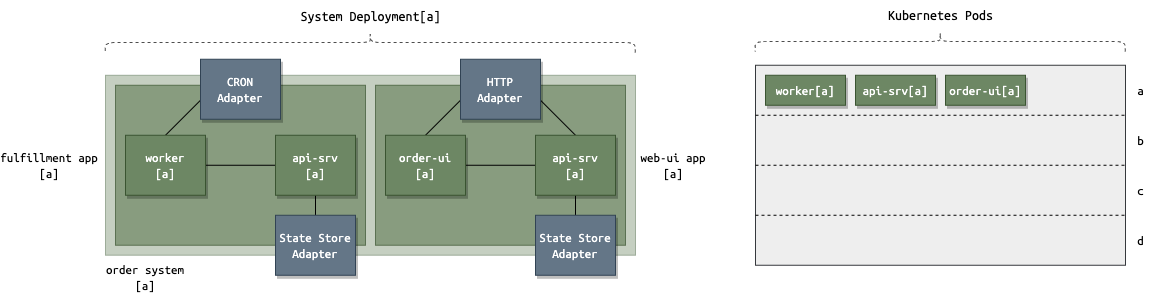 System Deployment[a]
Kubernetes Pods
CRON
Adapter
HTTP
Adapter
fulfillment app
[a]
worker
[a]
api-srv
[a]
order-ui
[a]
api-srv
[a]
web-ui app
[a]
State Store
Adapter
State Store
Adapter
order system
[a]
worker[a]
api-srv[a]
order-ui[a]
a
b
c
d